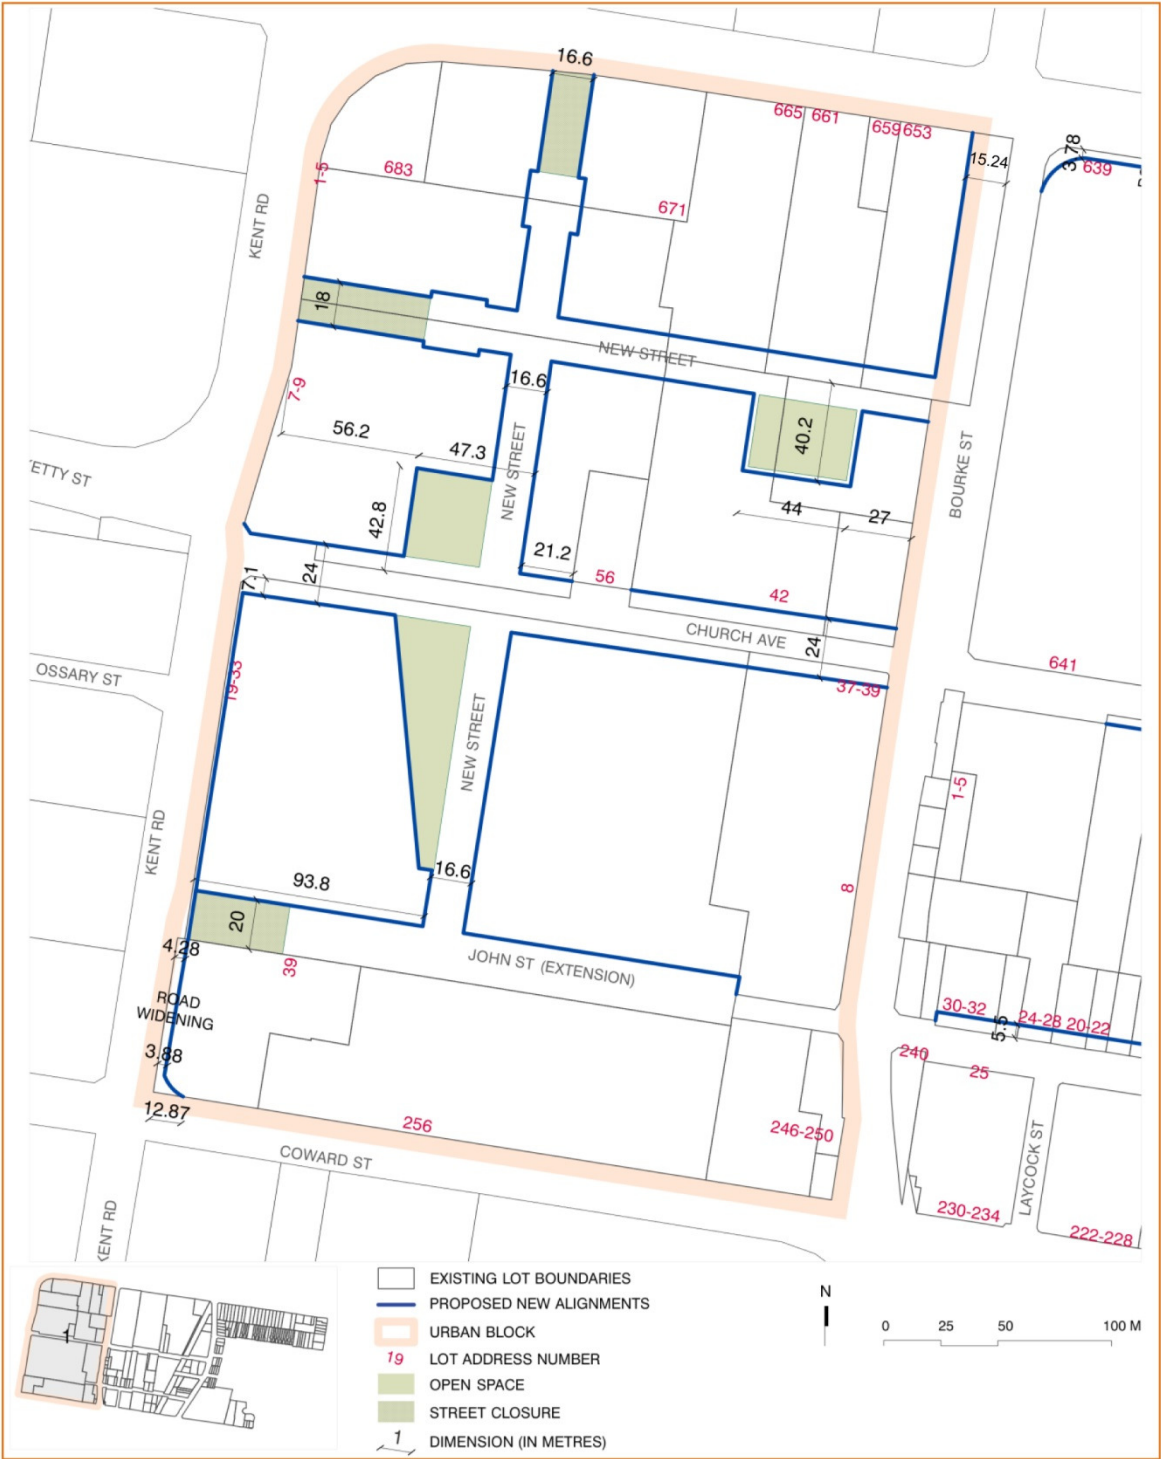 16.6
665 661
659 653
15.24
3.78
639
1-5
683
671
KENT RD
18
NEW STREET
16.6
7-9
56.2
47.3
40.2
NEW STREET
BOURKE ST
ETTY ST
42.8
44
27
21.2
24
7.1
56
42
CHURCH AVE
24
641
OSSARY ST
19-33
37-39
NEW STREET
1-5
KENT RD
93.8
16.6
8
20
4.28
39
JOHN ST (EXTENSION)
ROAD
WIDENING
30-32
24-28 20-22
5.5
3.88
240
25
12.87
256
246-250
COWARD ST
LAYCOCK ST
KENT RD
230-234
222-228
1
EXISTING LOT BOUNDARIES
PROPOSED NEW ALIGNMENTS
URBAN BLOCK
19 LOT ADDRESS NUMBER
OPEN SPACE
STREET CLOSURE
1 DIMENSION (IN METRES)
N
0 25 50 100 M